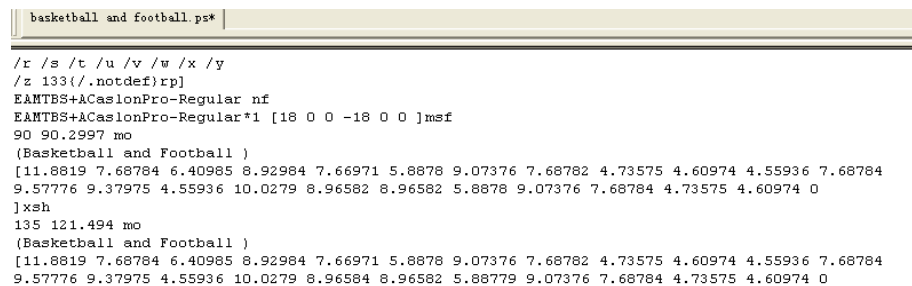 basketball and football.ps*
/r /s /t /u /v /w /x /y
/z 133{/.notdef}rp]
EAMTBS+ACaslonPro-Regular nf
EAMTBS+ACaslonPro-Regular*1 [18 0 0 -18 0 0 ]msf
90 90.2997 mo
(Basketball and Football )
[11.8819 7.68784 6.40985 8.92984 7.66971 5.8878 9.07376 7.68782 4.73575 4.60974 4.55936 7.68784
9.57776 9.37975 4.55936 10.0279 8.96582 8.96582 5.8878 9.07376 7.68784 4.73575 4.60974 0
]xsh
135 121.494 mo
(Basketball and Football )
[11.8819 7.68784 6.40985 8.92984 7.66971 5.8878 9.07376 7.68782 4.73575 4.60974 4.55936 7.68784
9.57776 9.37975 4.55936 10.0279 8.96584 8.96582 5.88779 9.07376 7.68784 4.73575 4.60974 0